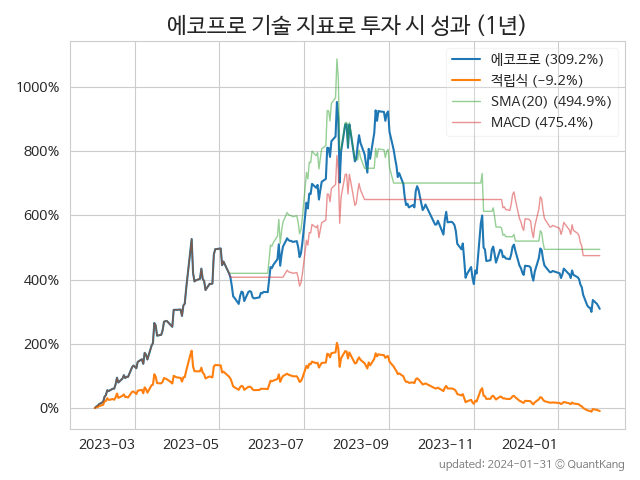 에코프로 기술 지표로 투자 시 성과 (1년)
에코프로 (309.2%)
적립식 (-9.2%)
SMA(20) (494.9%)
MACD (475.4%)
1000%
800%
600%
400%
200%
0%
2023-03 2023-05 2023-07 2023-09 2023-11 2024-01
updated: 2024-01-31 © QuantKang